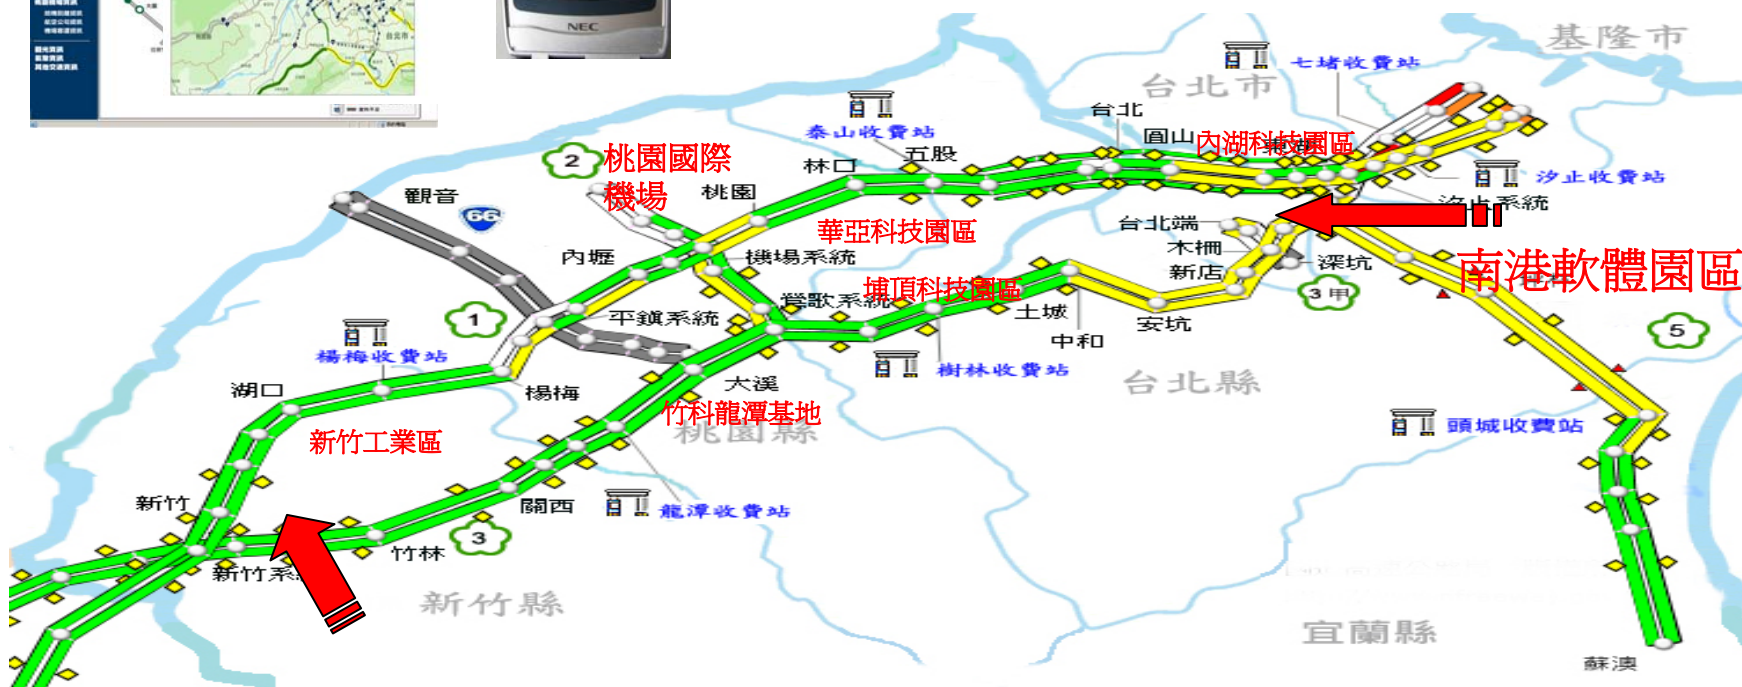 NEC
台北市
基隆市
七堵收費站
台北市
台北
泰山收費站
圓山
內湖科技園區
五股
林口
2
桃園國際
機場
汐止收費站
桃園
觀音
66
汐止系統
台北端
華亞科技園區
木柵
內壢
機場系統
深坑
新店
南港軟體園區
埔頂科技園區
鶯歌系統
3甲
土城
安坑
1
平鎮系統
5
中和
楊梅收費站
樹林收費站
湖口
大溪
台北縣
楊梅
竹科龍潭基地
頭城收費站
桃園縣
新竹工業區
新竹
關西
龍潭收費站
3
竹林
新竹系
新竹縣
宜蘭縣
蘇澳